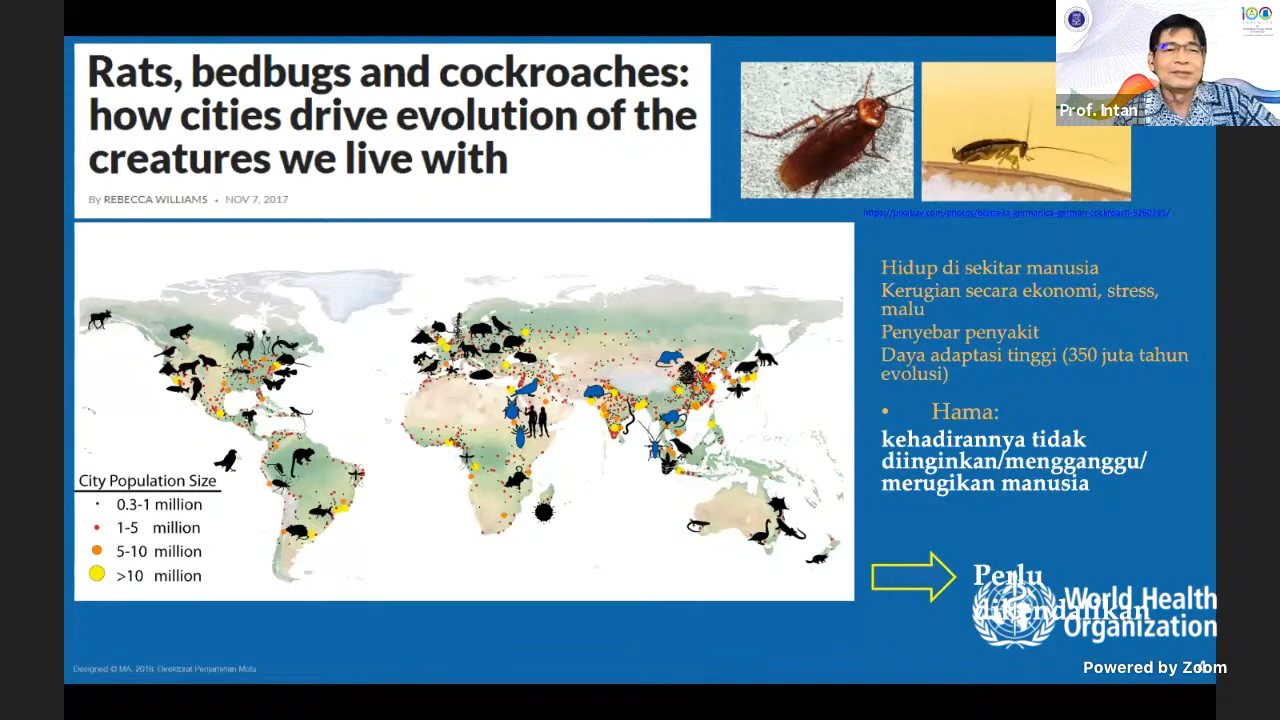 Rats, bedbugs and cockroaches:
how cities drive evolution of the
creatures we live with
By REBECCA WILLIAMS • NOV 7, 2017
100
Prof. Intan
https://pixabay.com/photos/blattella-germanica-german-cockroach-5260185/
Hidup di sekitar manusia
Kerugian secara ekonomi, stress,
malu
Penyebar penyakit
Daya adaptasi tinggi (350 juta tahun
evolusi)
• Hama:
kehadirannya tidak
diinginkan/mengganggu/
merugikan manusia
City Population Size
0.3-1 million
1-5 million
5-10 million
>10 million
Perlu
dikendalikan
World Health
Organization
Designed © MA, 2018, Direktorat Penjaminan Mutu
Powered by Zoom